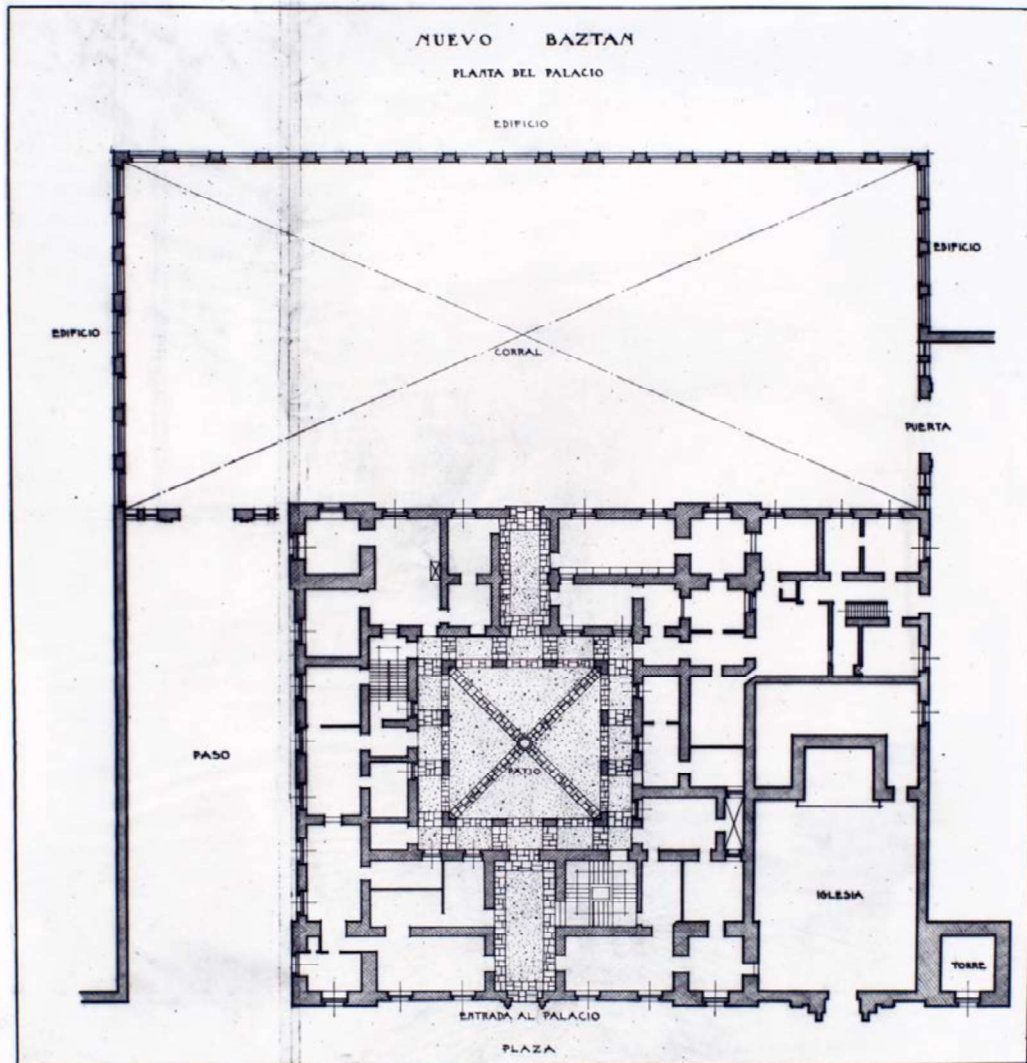 NUEVO BAZTAN
PLANTA DEL PALACIO
EDIFICIO
EDIFICIO
EDIFICIO
CORRAL
PUERTA
PASO
PATIO
IGLESIA
TORRE
ENTRADA AL PALACIO
PLAZA